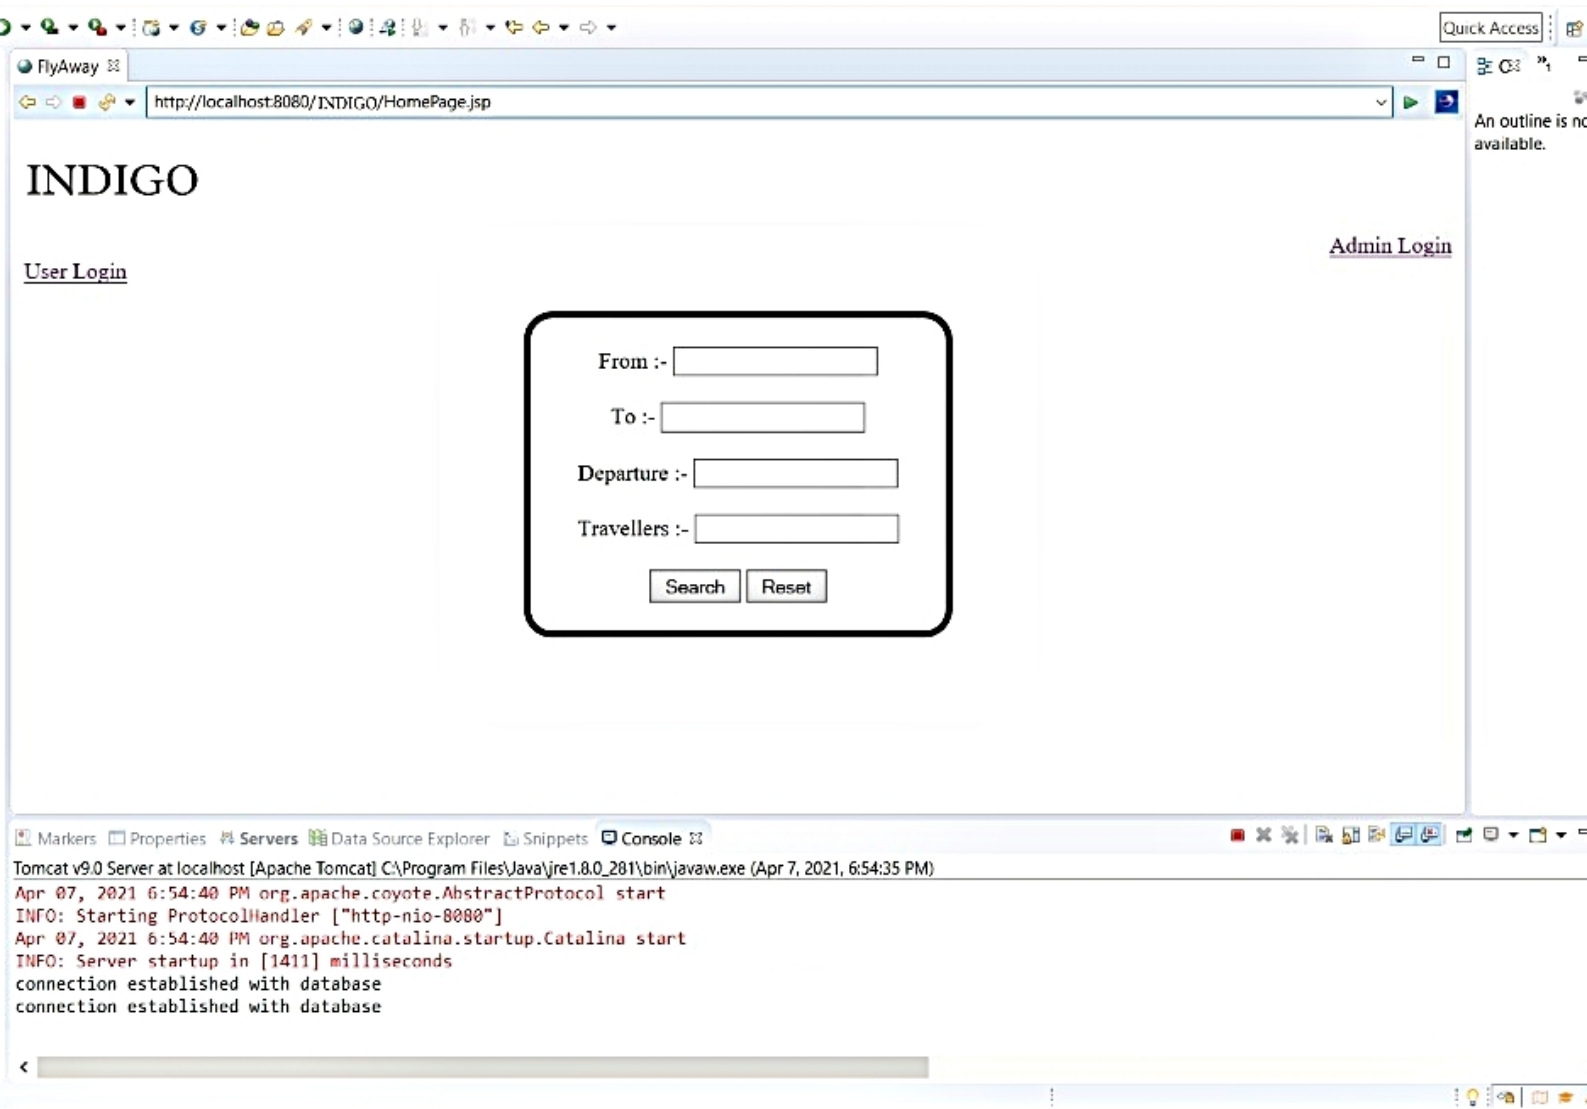 Quick Access
FlyAway
http://localhost:8080/INDIGO/HomePage.jsp
An outline is
available.
INDIGO
Admin Login
User Login
From :-
To :-
Departure :-
Travellers :-
Search Reset
Markers Properties Servers Data Source Explorer Snippets Console
Tomcat v9.0 Server at localhost [Apache Tomcat] C:\Program Files\Java\jre1.8.0_281\bin\javaw.exe (Apr 7, 2021, 6:54:35 PM)
Apr 07, 2021 6:54:40 PM org.apache.coyote.AbstractProtocol start
INFO: Starting ProtocolHandler ["http-nio-8080"]
Apr 07, 2021 6:54:40 PM org.apache.catalina.startup.Catalina start
INFO: Server startup in [1411] milliseconds
connection established with database
connection established with database